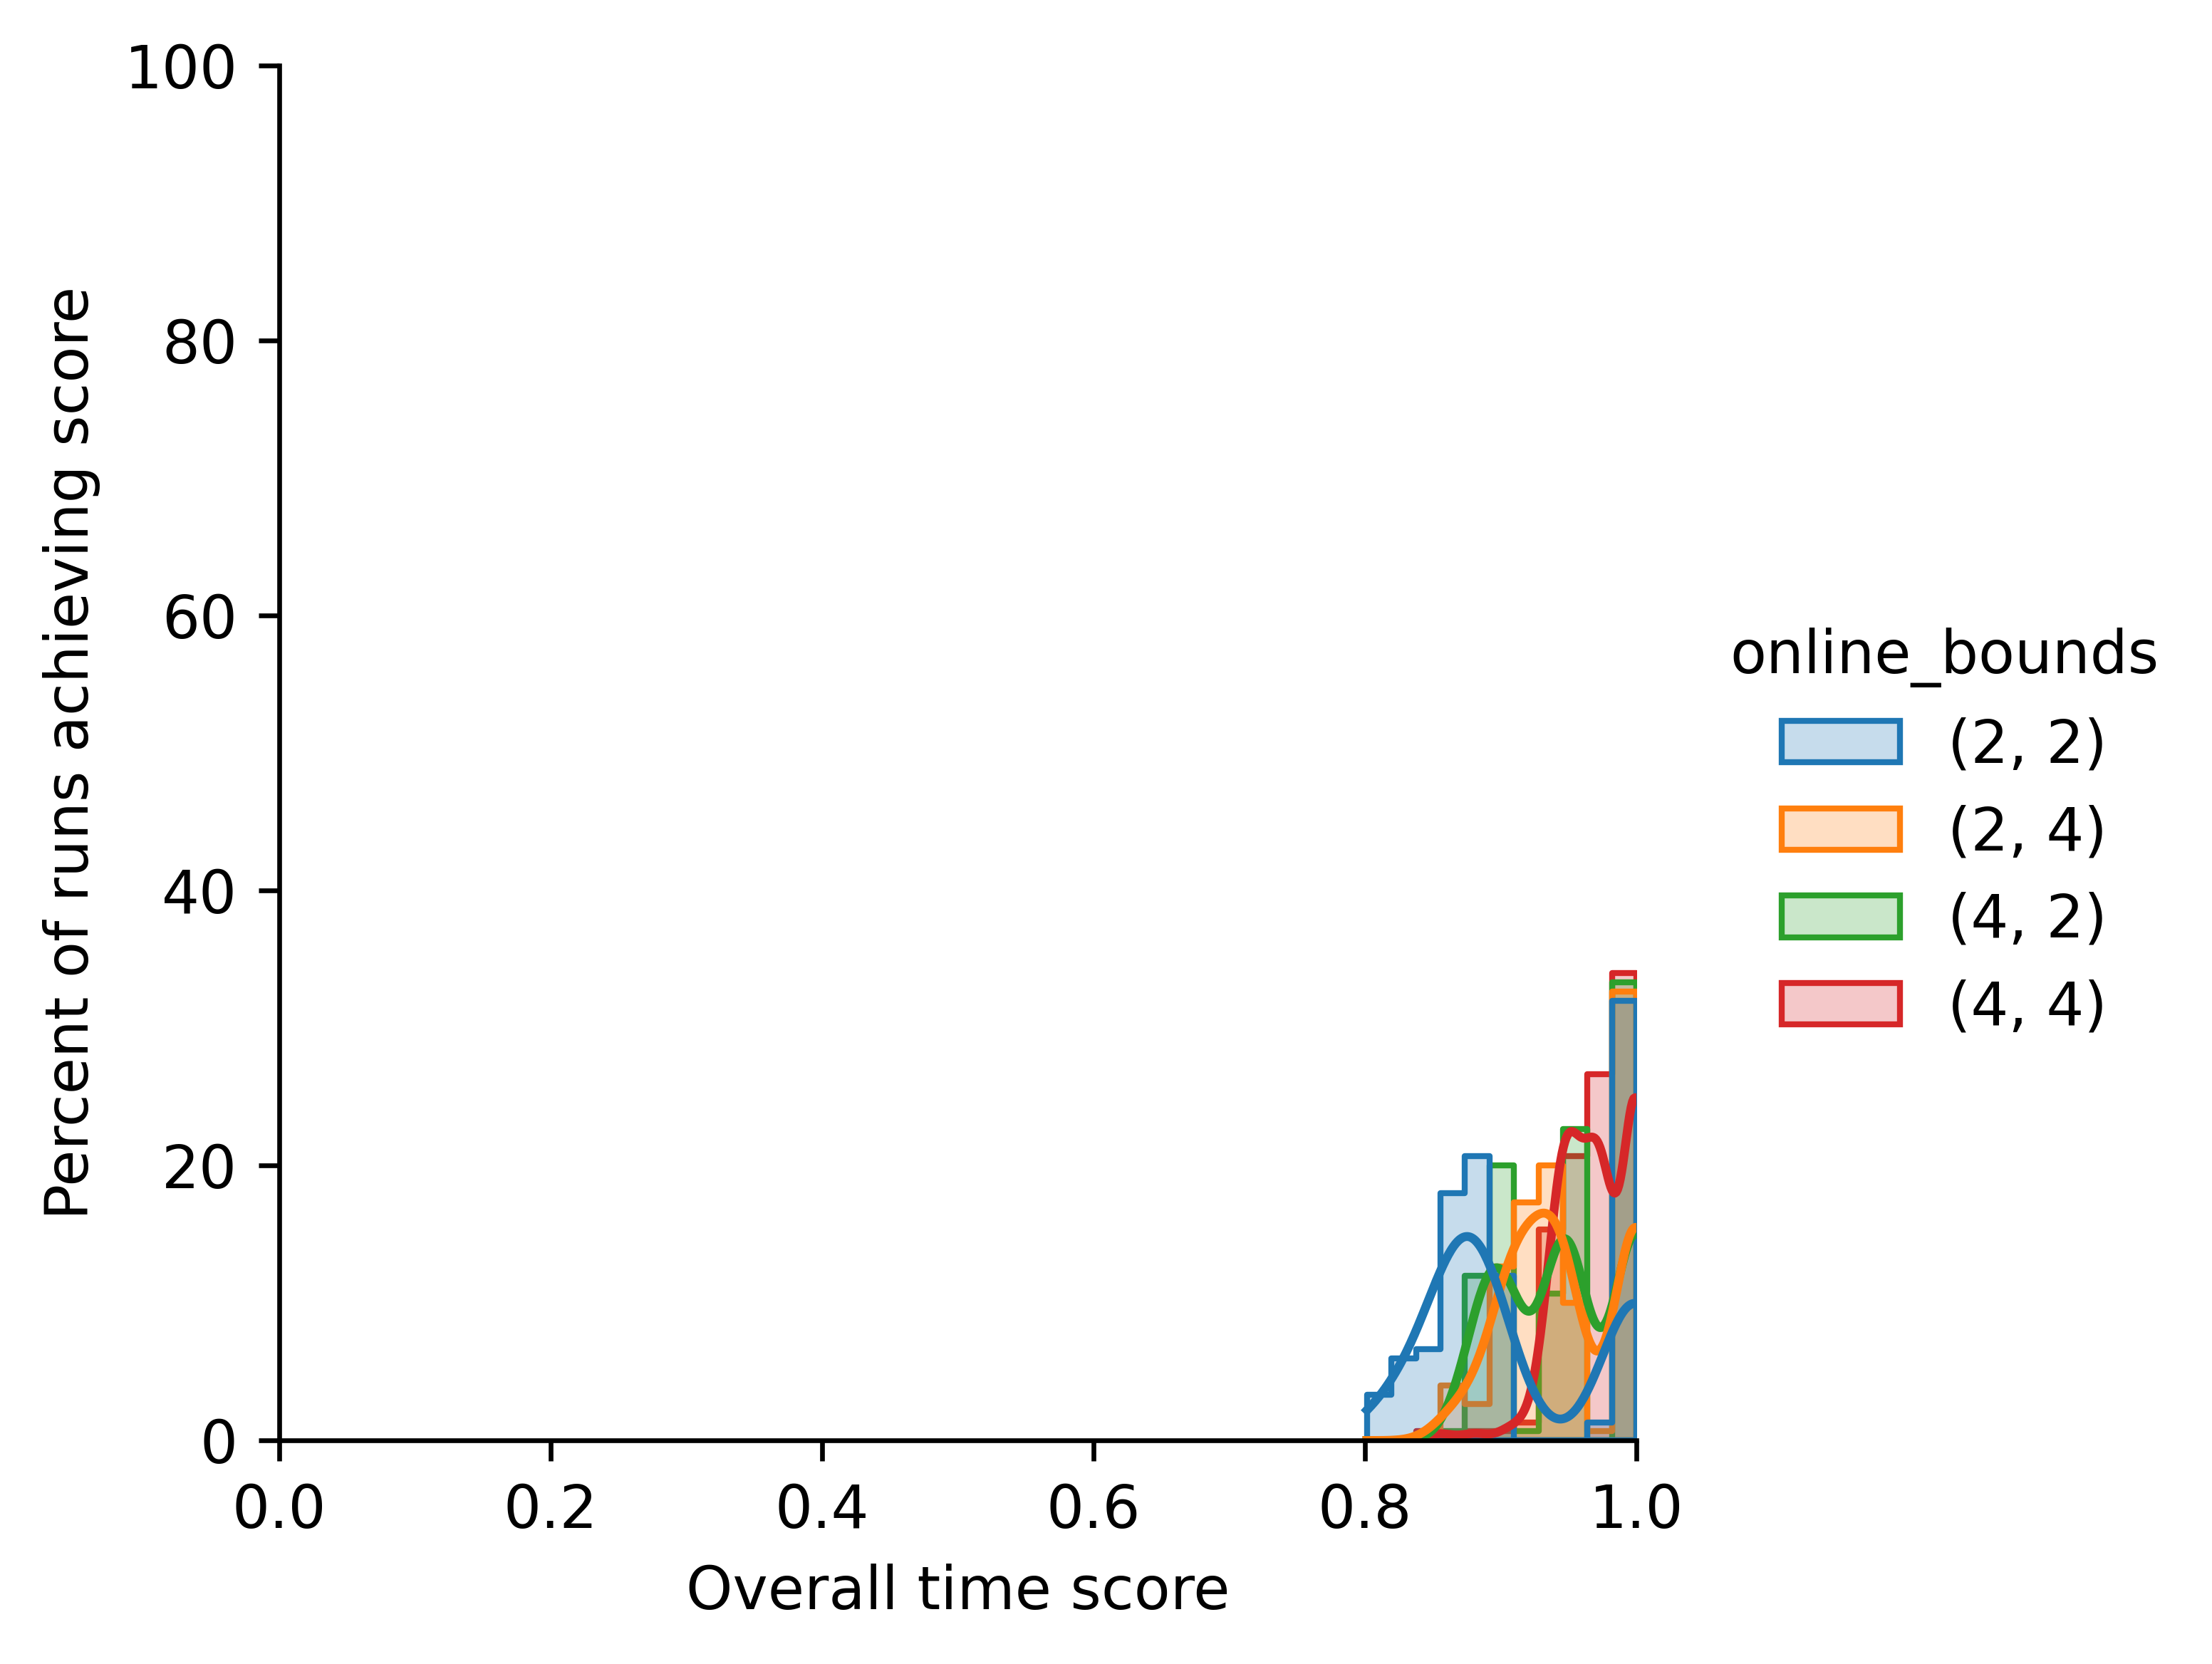 100
80
60
40
20
0
Percent of runs achieving score
0.0 0.2 0.4 0.6 0.8 1.0
Overall time score
online_bounds
(2, 2)
(2, 4)
(4, 2)
(4, 4)